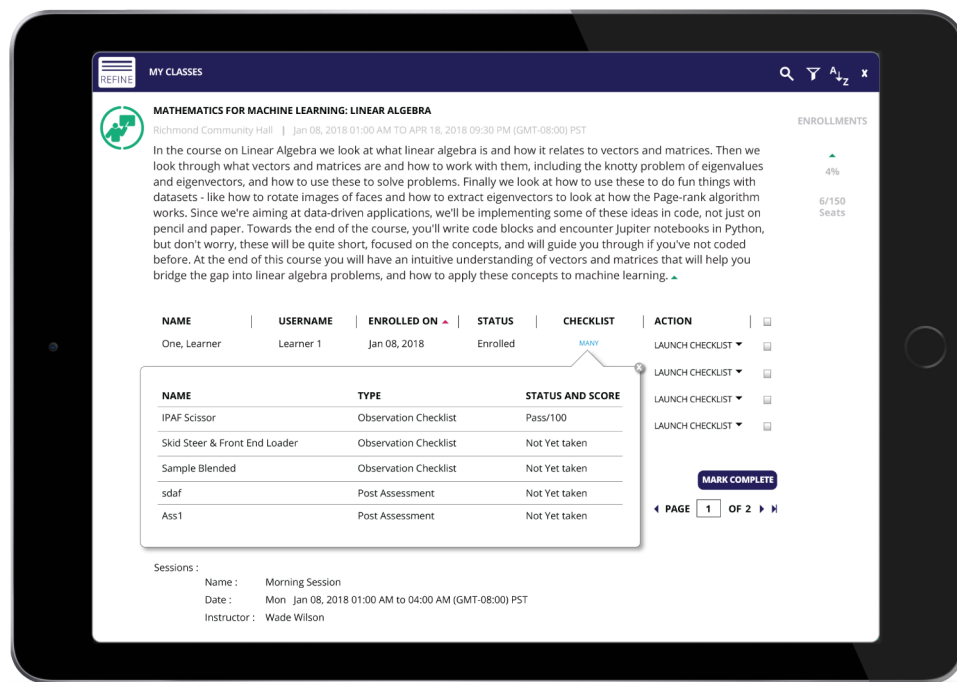 REFINE
MY CLASSES
A
Z
X
MATHEMATICS FOR MACHINE LEARNING: LINEAR ALGEBRA
Richmond Community Hall | Jan 08, 2018 01:00 AM TO APR 18, 2018 09:30 PM (GMT-08:00) PST
ENROLLMENTS
In the course on Linear Algebra we look at what linear algebra is and how it relates to vectors and matrices. Then we
look through what vectors and matrices are and how to work with them, including the knotty problem of eigenvalues
and eigenvectors, and how to use these to solve problems. Finally we look at how to use these to do fun things with
datasets - like how to rotate images of faces and how to extract eigenvectors to look at how the Page-rank algorithm
works. Since we're aiming at data-driven applications, we'll be implementing some of these ideas in code, not just on
pencil and paper. Towards the end of the course, you'll write code blocks and encounter Jupiter notebooks in Python,
but don't worry, these will be quite short, focused on the concepts, and will guide you through if you've not coded
before. At the end of this course you will have an intuitive understanding of vectors and matrices that will help you
bridge the gap into linear algebra problems, and how to apply these concepts to machine learning.
4%
6/150
Seats
NAME | USERNAME | ENROLLED ON | STATUS | CHECKLIST | ACTION |
One, Learner Learner 1 Jan 08, 2018 Enrolled MANY LAUNCH CHECKLIST
LAUNCH CHECKLIST
LAUNCH CHECKLIST
LAUNCH CHECKLIST
x
NAME TYPE STATUS AND SCORE
IPAF Scissor Observation Checklist Pass/100
Skid Steer & Front End Loader Observation Checklist Not Yet taken
Sample Blended Observation Checklist Not Yet taken
sdaf Post Assessment Not Yet taken
Ass1 Post Assessment Not Yet taken
MARK COMPLETE
PAGE 1 OF 2
Sessions :
Name : Morning Session
Date : Mon Jan 08, 2018 01:00 AM to 04:00 AM (GMT-08:00) PST
Instructor : Wade Wilson